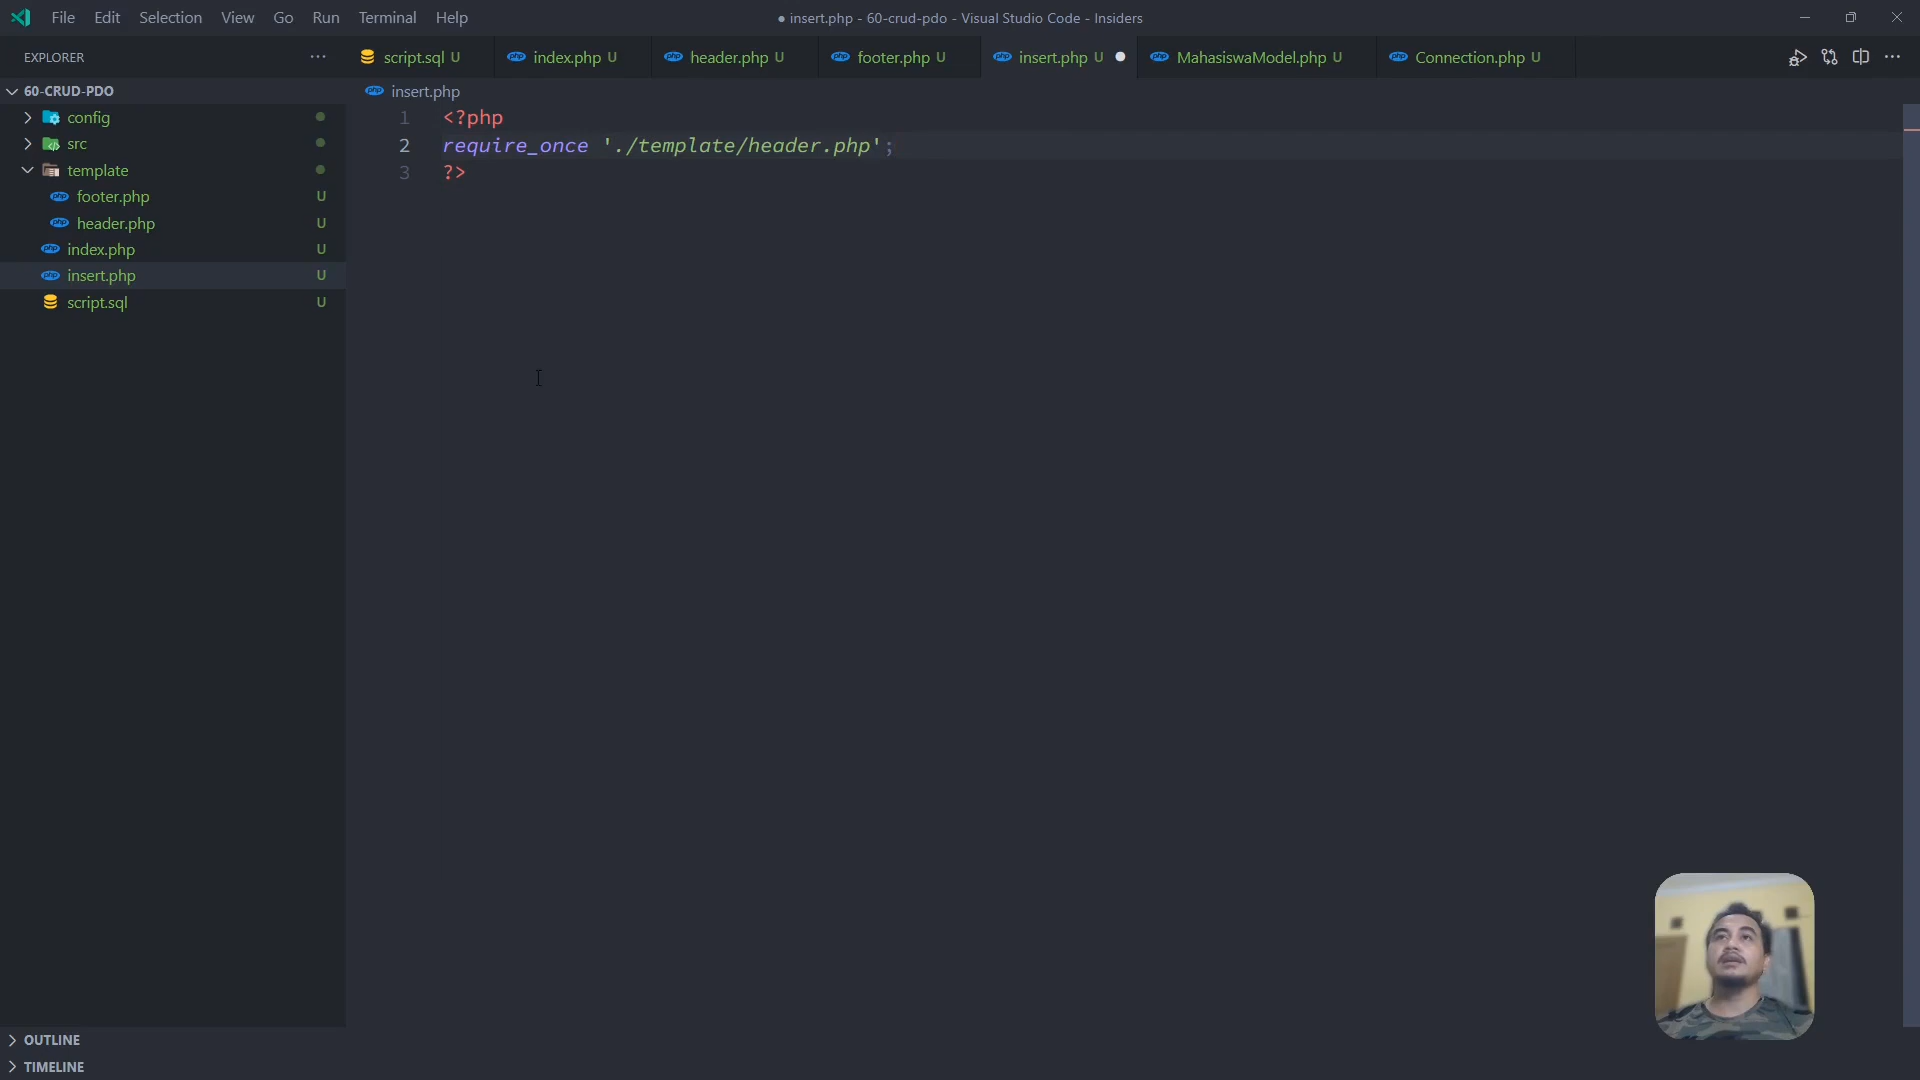 File Edit Selection View Go Run Terminal Help
● insert.php - 60-crud-pdo - Visual Studio Code - Insiders
EXPLORER
script.sql U
index.php U
header.php U
footer.php U
insert.php U
MahasiswaModel.php U
Connection.php U
60-CRUD-PDO
config
src
template
footer.php U
header.php U
index.php U
insert.php U
script.sql U
insert.php
1 <?php
2 require_once './template/header.php';
3 ?>
OUTLINE
TIMELINE